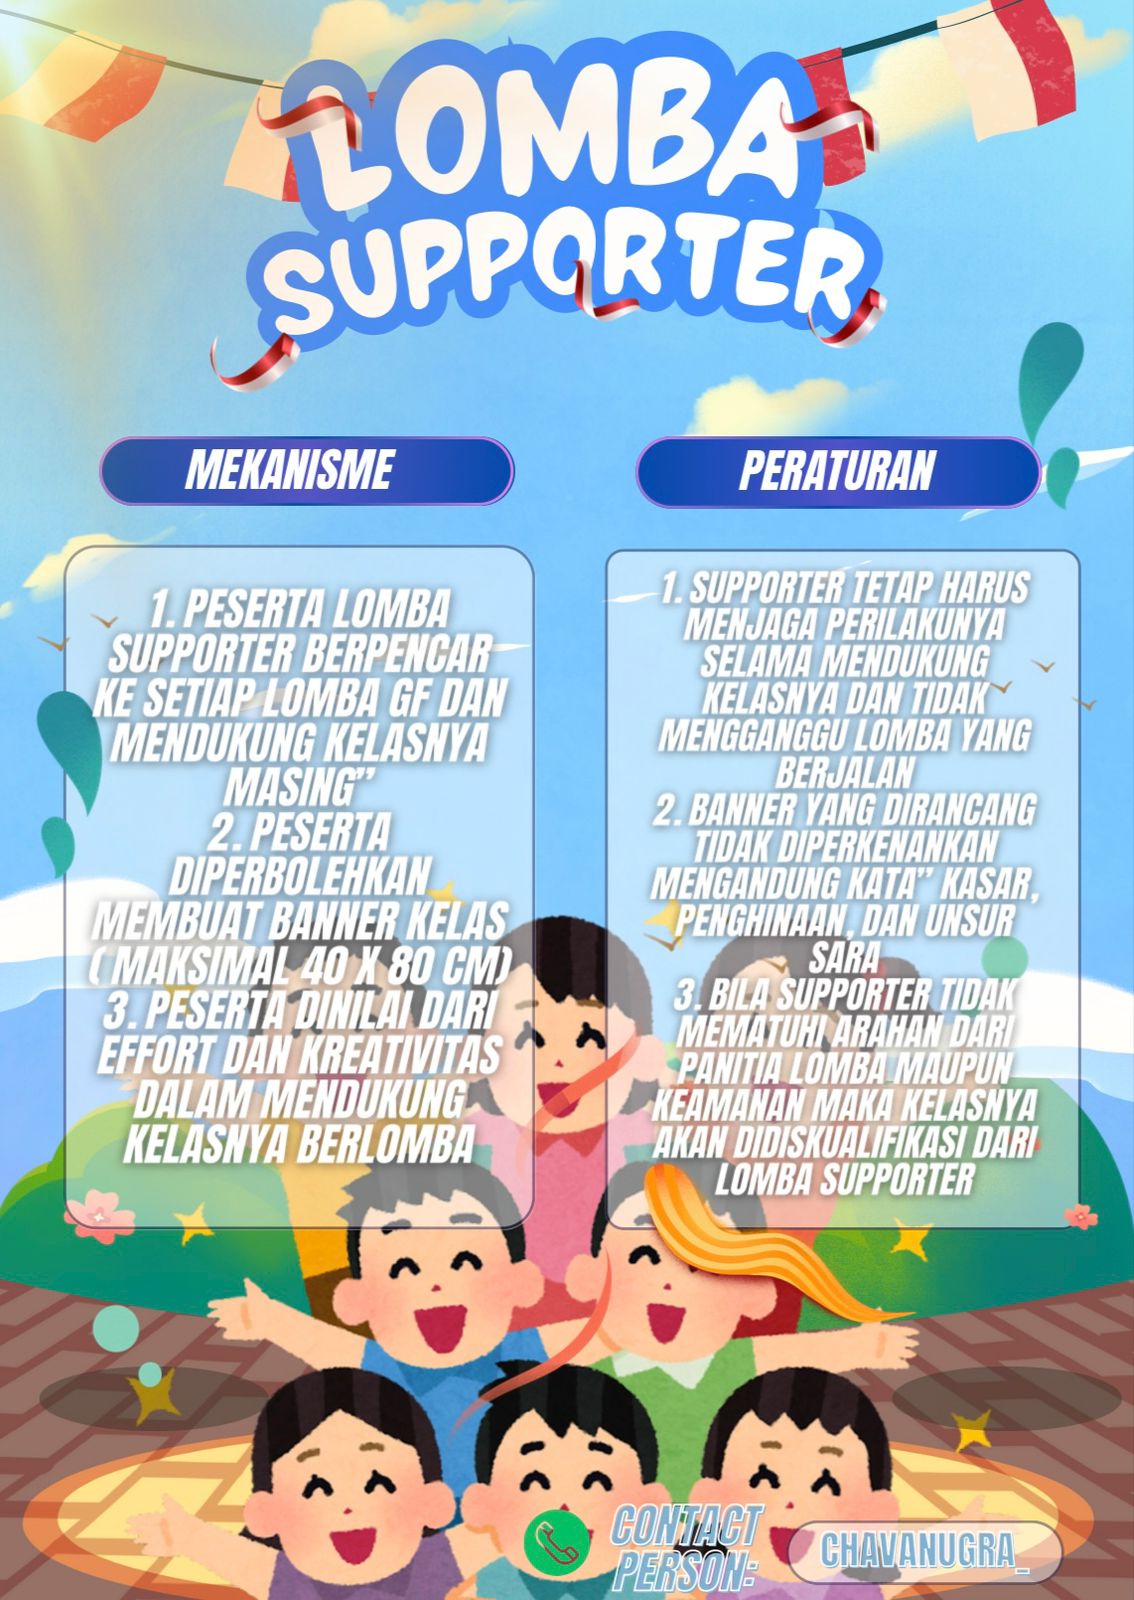 LOMBA
SUPPORTER
MEKANISME
1. PESERTA LOMBA
SUPPORTER BERPENCAR
KE SETIAP LOMBA GF DAN
MENDUKUNG KELASNYA
MASING”
2. PESERTA
DIPERBOLEHKAN
MEMBUAT BANNER KELAS
( MAKSIMAL 40 X 80 CM)
3. PESERTA DINILAI DARI
EFFORT DAN KREATIVITAS
DALAM MENDUKUNG
KELASNYA BERLOMBA
PERATURAN
1. SUPPORTER TETAP HARUS
MENJAGA PERILAKUNYA
SELAMA MENDUKUNG
KELASNYA DAN TIDAK
MENGGANGGU LOMBA YANG
BERJALAN
2. BANNER YANG DIRANCANG
TIDAK DIPERKENANKAN
MENGANDUNG KATA” KASAR,
PENGHINAAN, DAN UNSUR
SARA
3. BILA SUPPORTER TIDAK
MEMATUHI ARAHAN DARI
PANITIA LOMBA MAUPUN
KEAMANAN MAKA KELASNYA
AKAN DIDISKUALIFIKASI DARI
LOMBA SUPPORTER
CONTACT
PERSON:
CHAVANUGRA_